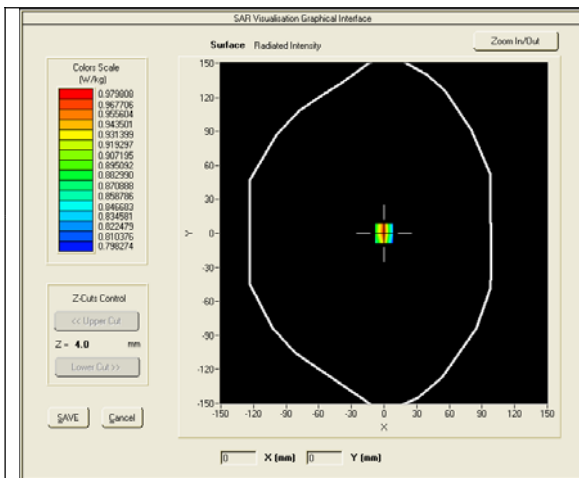 SAR Visualisation Graphical Interface
Surface Radiated Intensity
Zoom In/Out
Colors Scale
(W/kg)
0.979808
0.967706
0.955604
0.943501
0.931399
0.919297
0.907195
0.895092
0.882990
0.870888
0.858786
0.846683
0.834581
0.822479
0.810376
0.798274
Z-Cuts Control
<< Upper Cut
Z = 4.0 mm
Lower Cut >>
SAVE Cancel
150
120
90
60
30
0
-30
-60
-90
-120
-150
Y
-150 -120 -90 -60 -30 0 30 60 90 120 150
X
0 X (mm) 0 Y (mm)